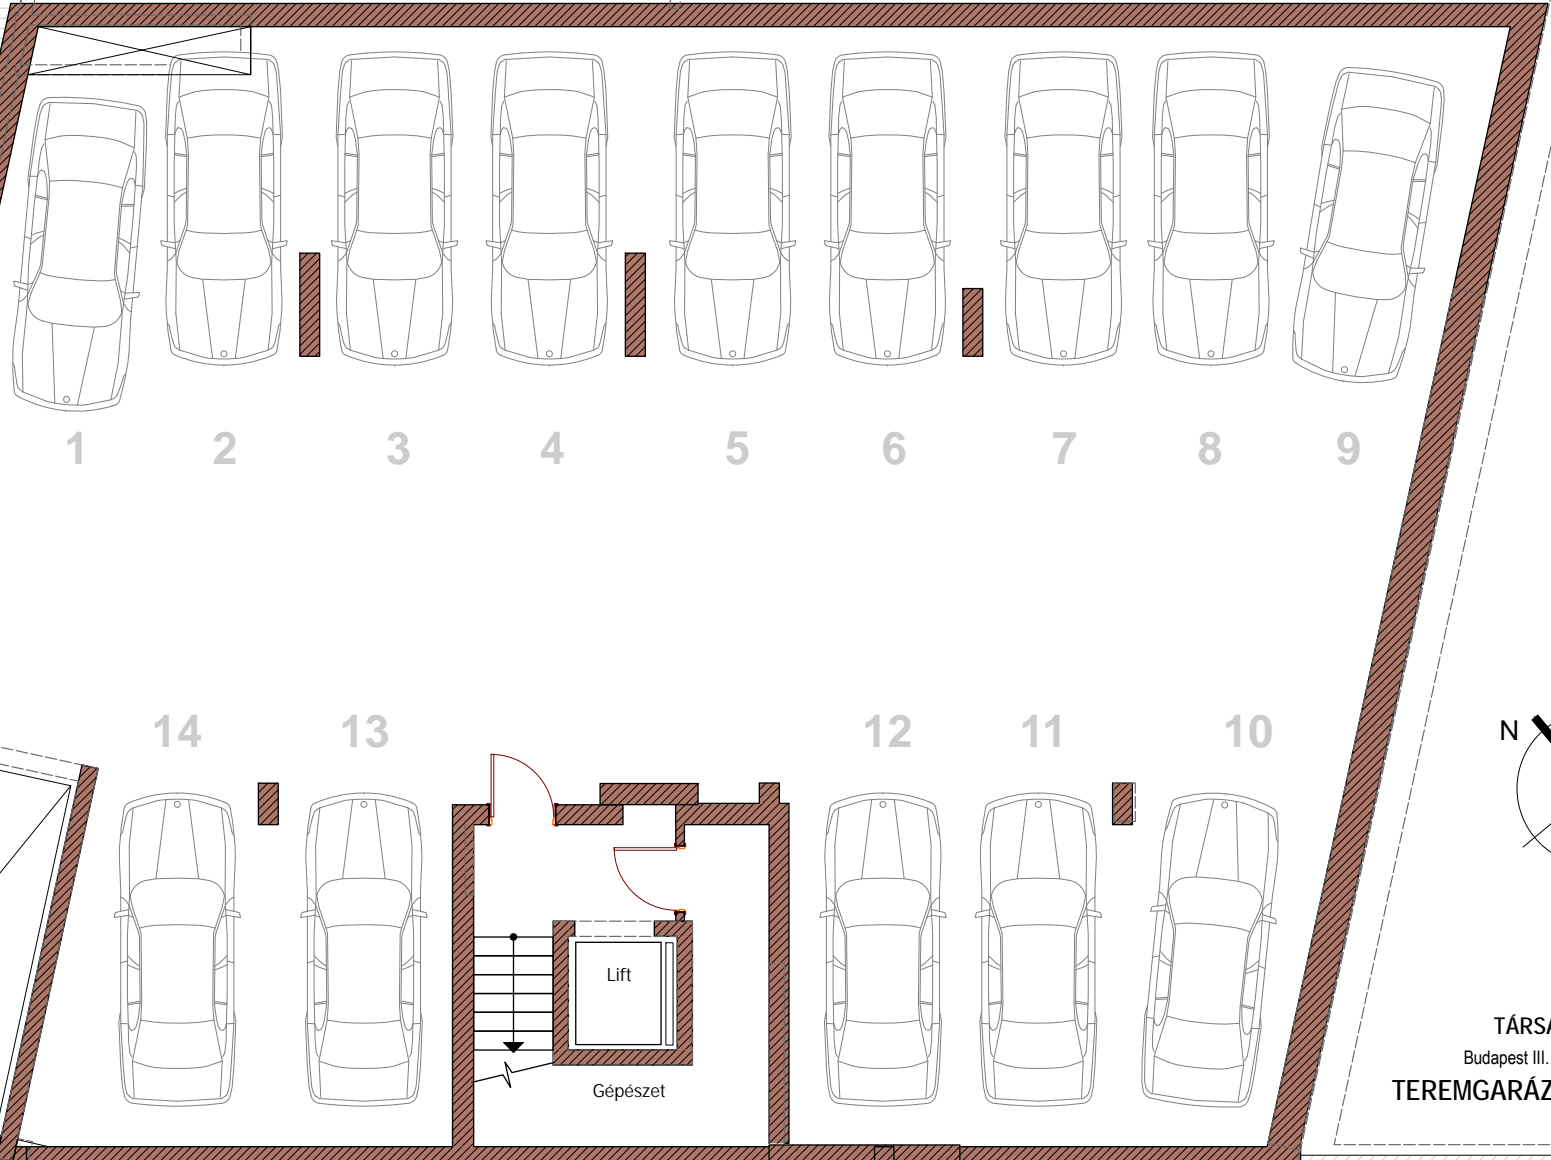 1 2 3 4 5 6 7 8 9
14 13 12 11 10
N
Lift
Gépészet
TÁRSA
Budapest III.
TEREMGARÁZ